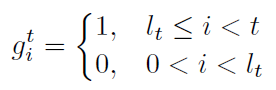 g_i^t = { 1, l_t ≤ i < t
0, 0 < i < l_t